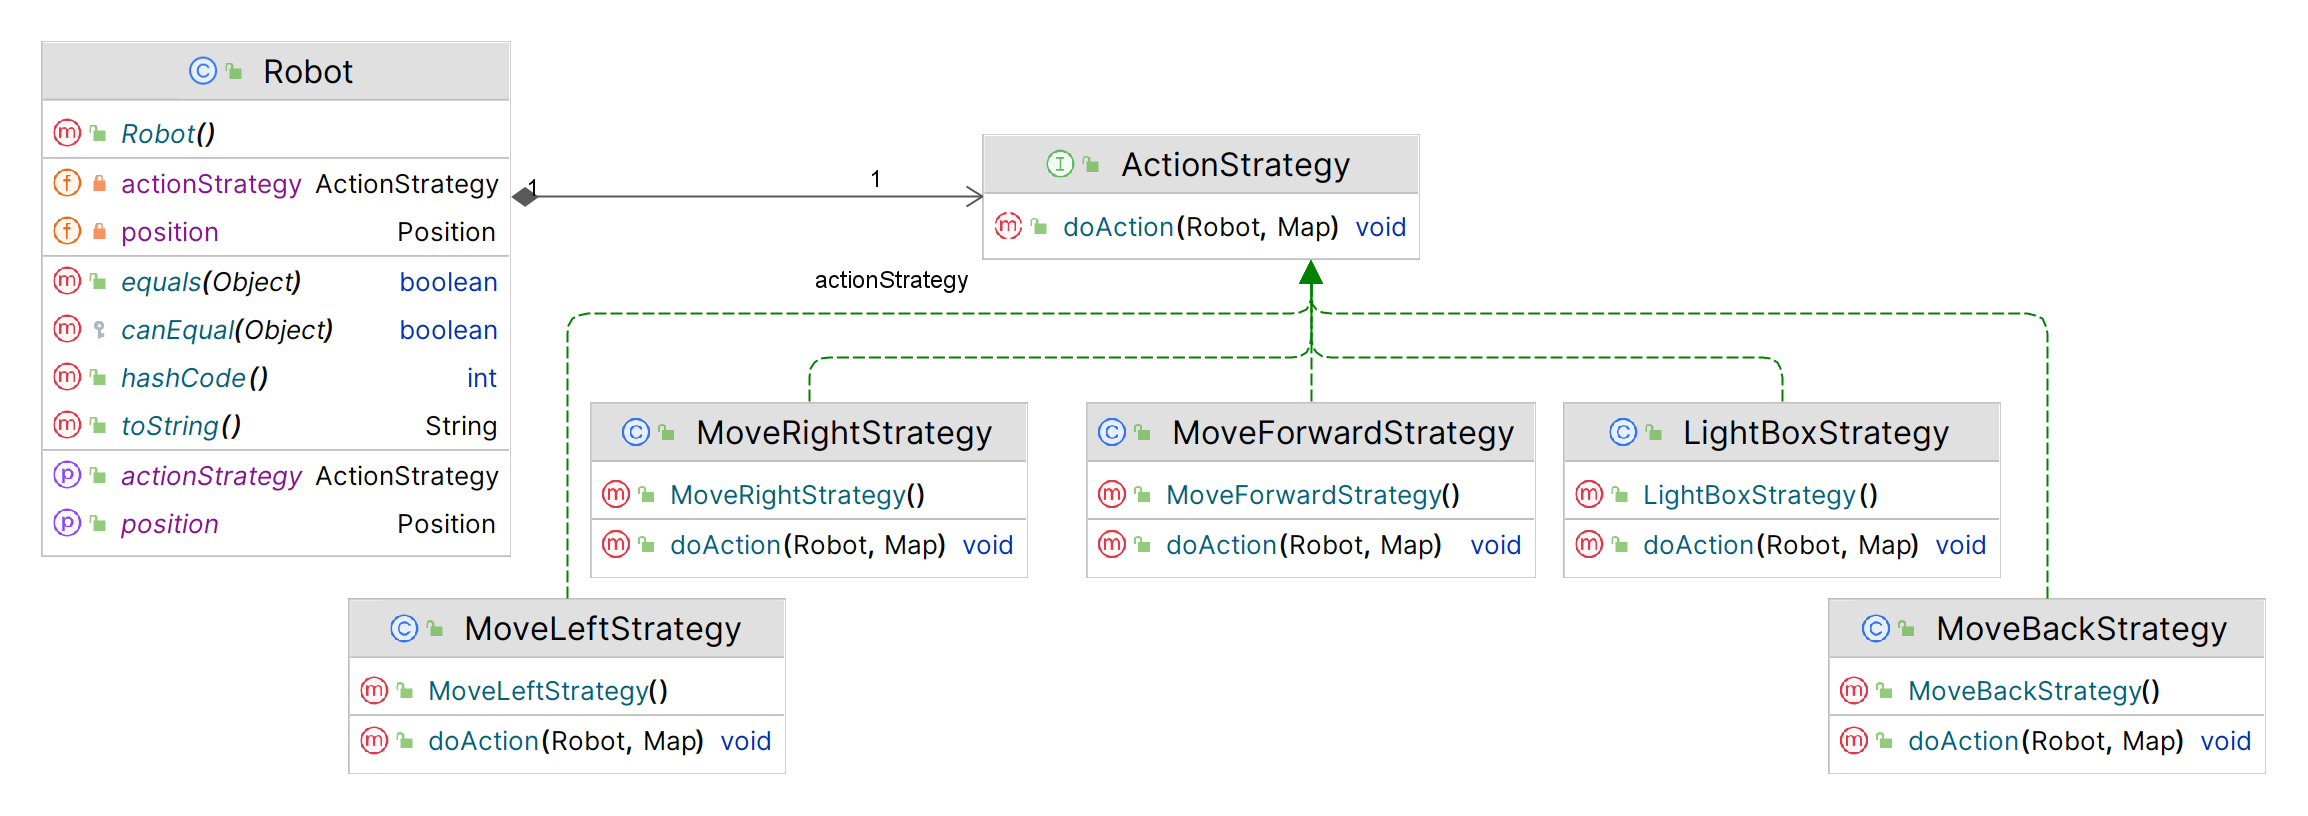 Robot
Robot()
actionStrategy ActionStrategy
position Position
equals(Object) boolean
canEqual(Object) boolean
hashCode() int
toString() String
actionStrategy ActionStrategy
position Position
1
1
actionStrategy
ActionStrategy
doAction(Robot, Map) void
MoveRightStrategy
MoveRightStrategy()
doAction(Robot, Map) void
MoveForwardStrategy
MoveForwardStrategy()
doAction(Robot, Map) void
LightBoxStrategy
LightBoxStrategy()
doAction(Robot, Map) void
MoveLeftStrategy
MoveLeftStrategy()
doAction(Robot, Map) void
MoveBackStrategy
MoveBackStrategy()
doAction(Robot, Map) void